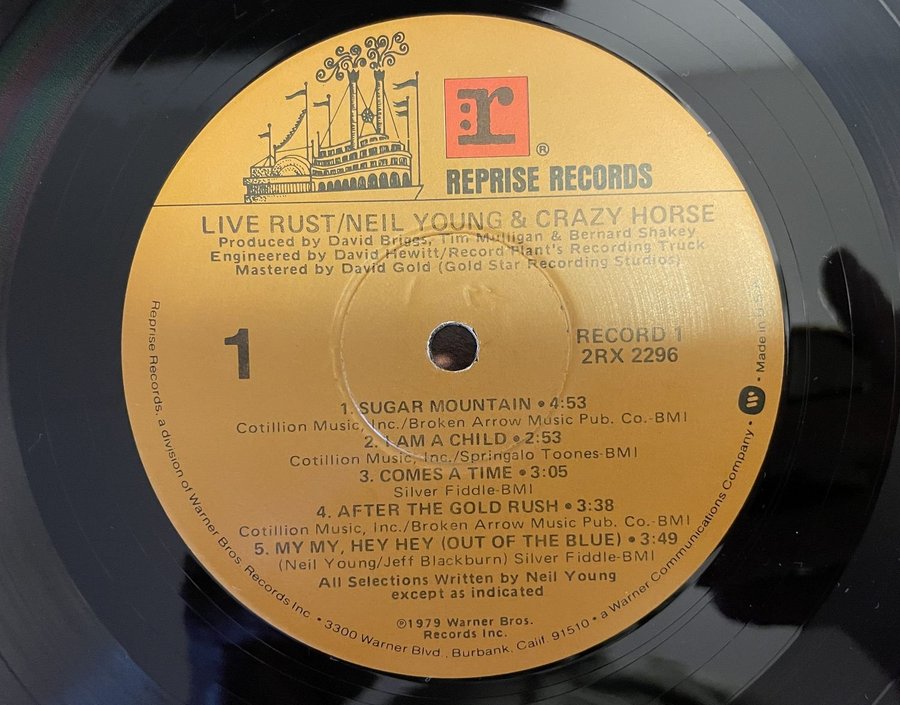 r
®
REPRISE RECORDS
LIVE RUST/NEIL YOUNG & CRAZY HORSE
Produced by David Briggs, Tim Mulligan & Bernard Shakey
Engineered by David Hewitt/Record Plant's Recording Truck
Mastered by David Gold (Gold Star Recording Studios)
1
RECORD 1
2RX 2296
1. SUGAR MOUNTAIN • 4:53
Cotillion Music, Inc./Broken Arrow Music Pub. Co.-BMI
2. I AM A CHILD • 2:53
Cotillion Music, Inc./Springalo Toones-BMI
3. COMES A TIME • 3:05
Silver Fiddle-BMI
4. AFTER THE GOLD RUSH • 3:38
Cotillion Music, Inc./Broken Arrow Music Pub. Co.-BMI
5. MY MY, HEY HEY (OUT OF THE BLUE) • 3:49
(Neil Young/Jeff Blackburn) Silver Fiddle-BMI
All Selections Written by Neil Young
except as indicated
℗1979 Warner Bros.
Records Inc.
Reprise Records, a division of Warner Bros. Records Inc. • 3300 Warner Blvd., Burbank, Calif. 91510 • a Warner Communications Company • W • Made in U.S.A.